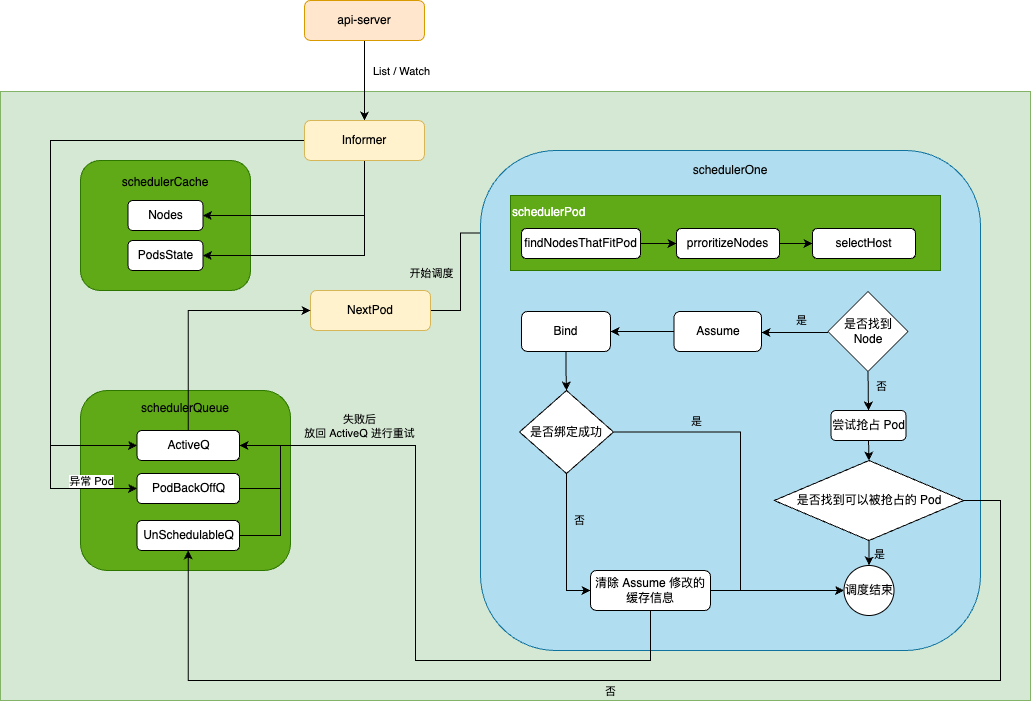 api-server
List / Watch
Informer
schedulerCache
Nodes
PodsState
schedulerOne
schedulerPod
findNodesThatFitPod
prroritizeNodes
selectHost
开始调度
NextPod
Bind
Assume
是
是否找到
Node
否
尝试抢占 Pod
schedulerQueue
失败后
放回 ActiveQ 进行重试
ActiveQ
异常 Pod
PodBackOffQ
UnSchedulableQ
是否绑定成功
是
否
是否找到可以被抢占的 Pod
是
清除 Assume 修改的
缓存信息
调度结束
否